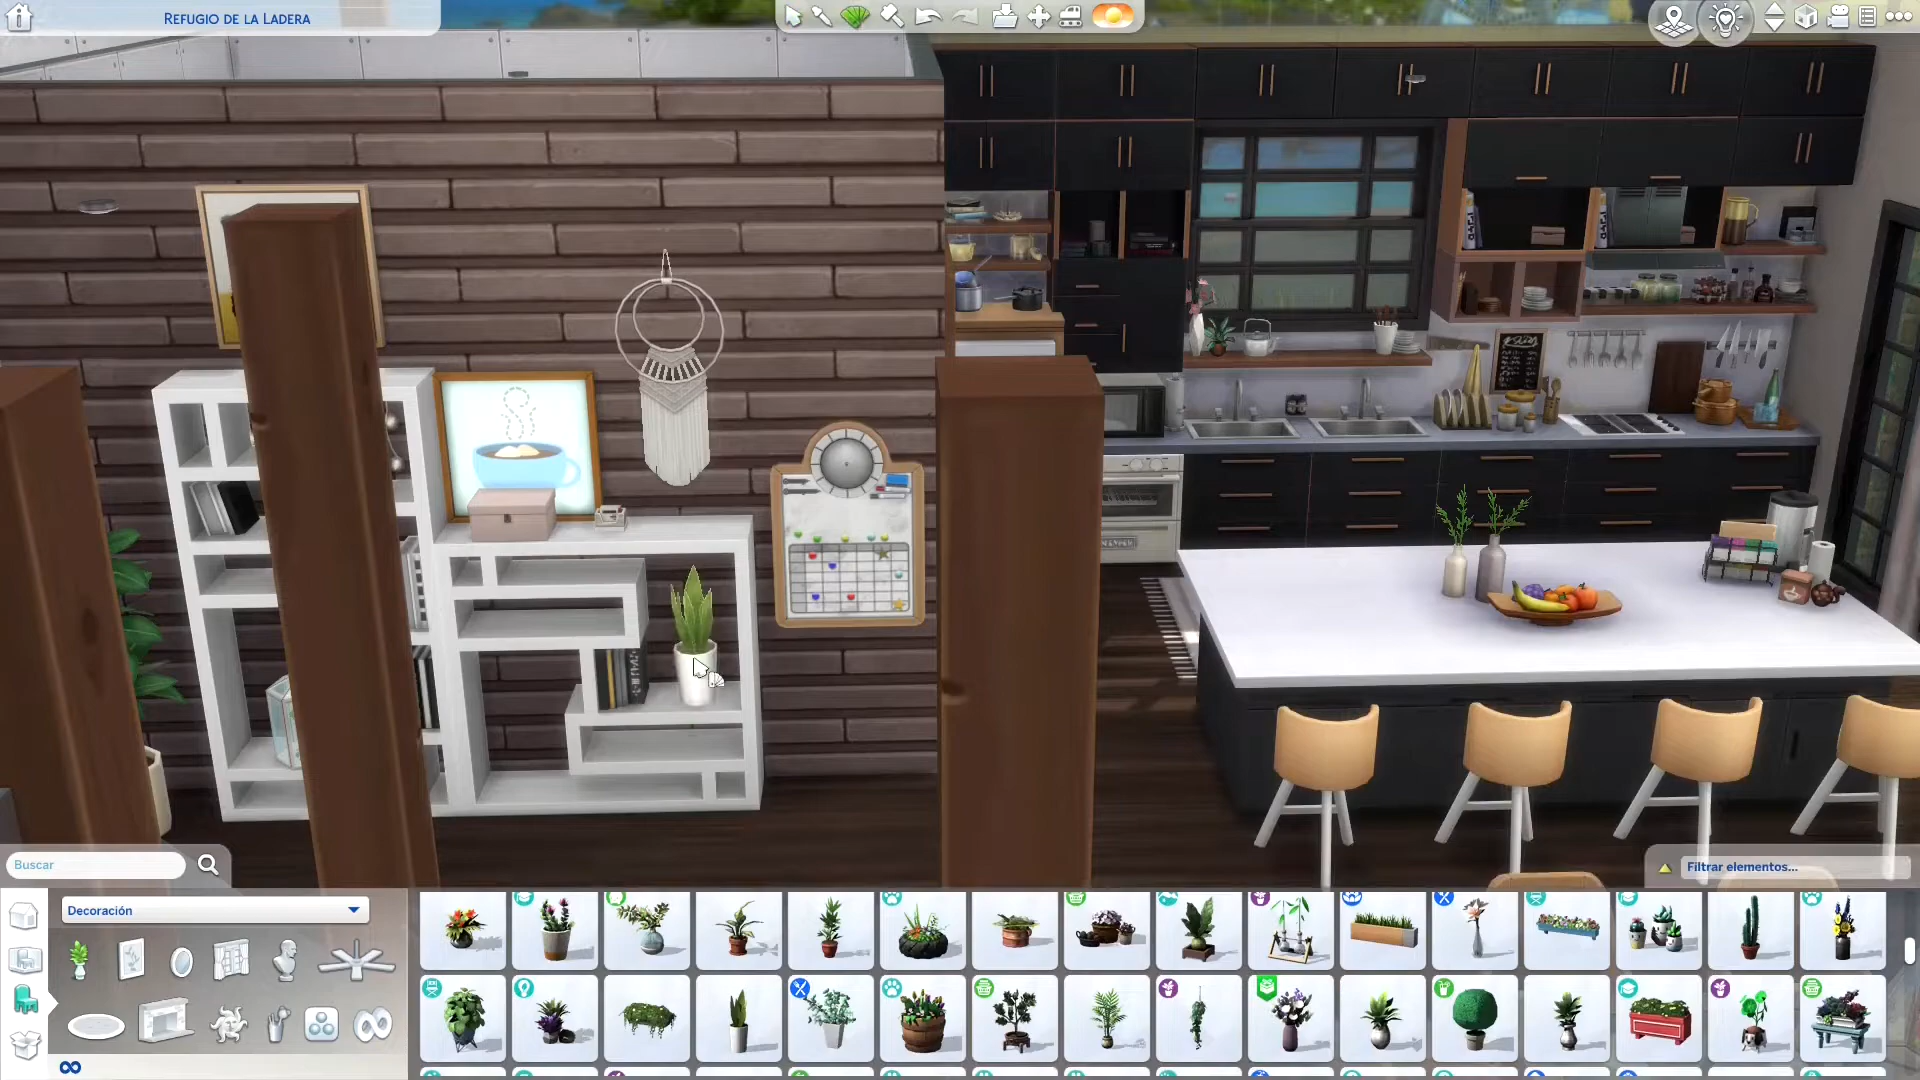 Refugio de la Ladera
Buscar
Filtrar elementos...
Decoración